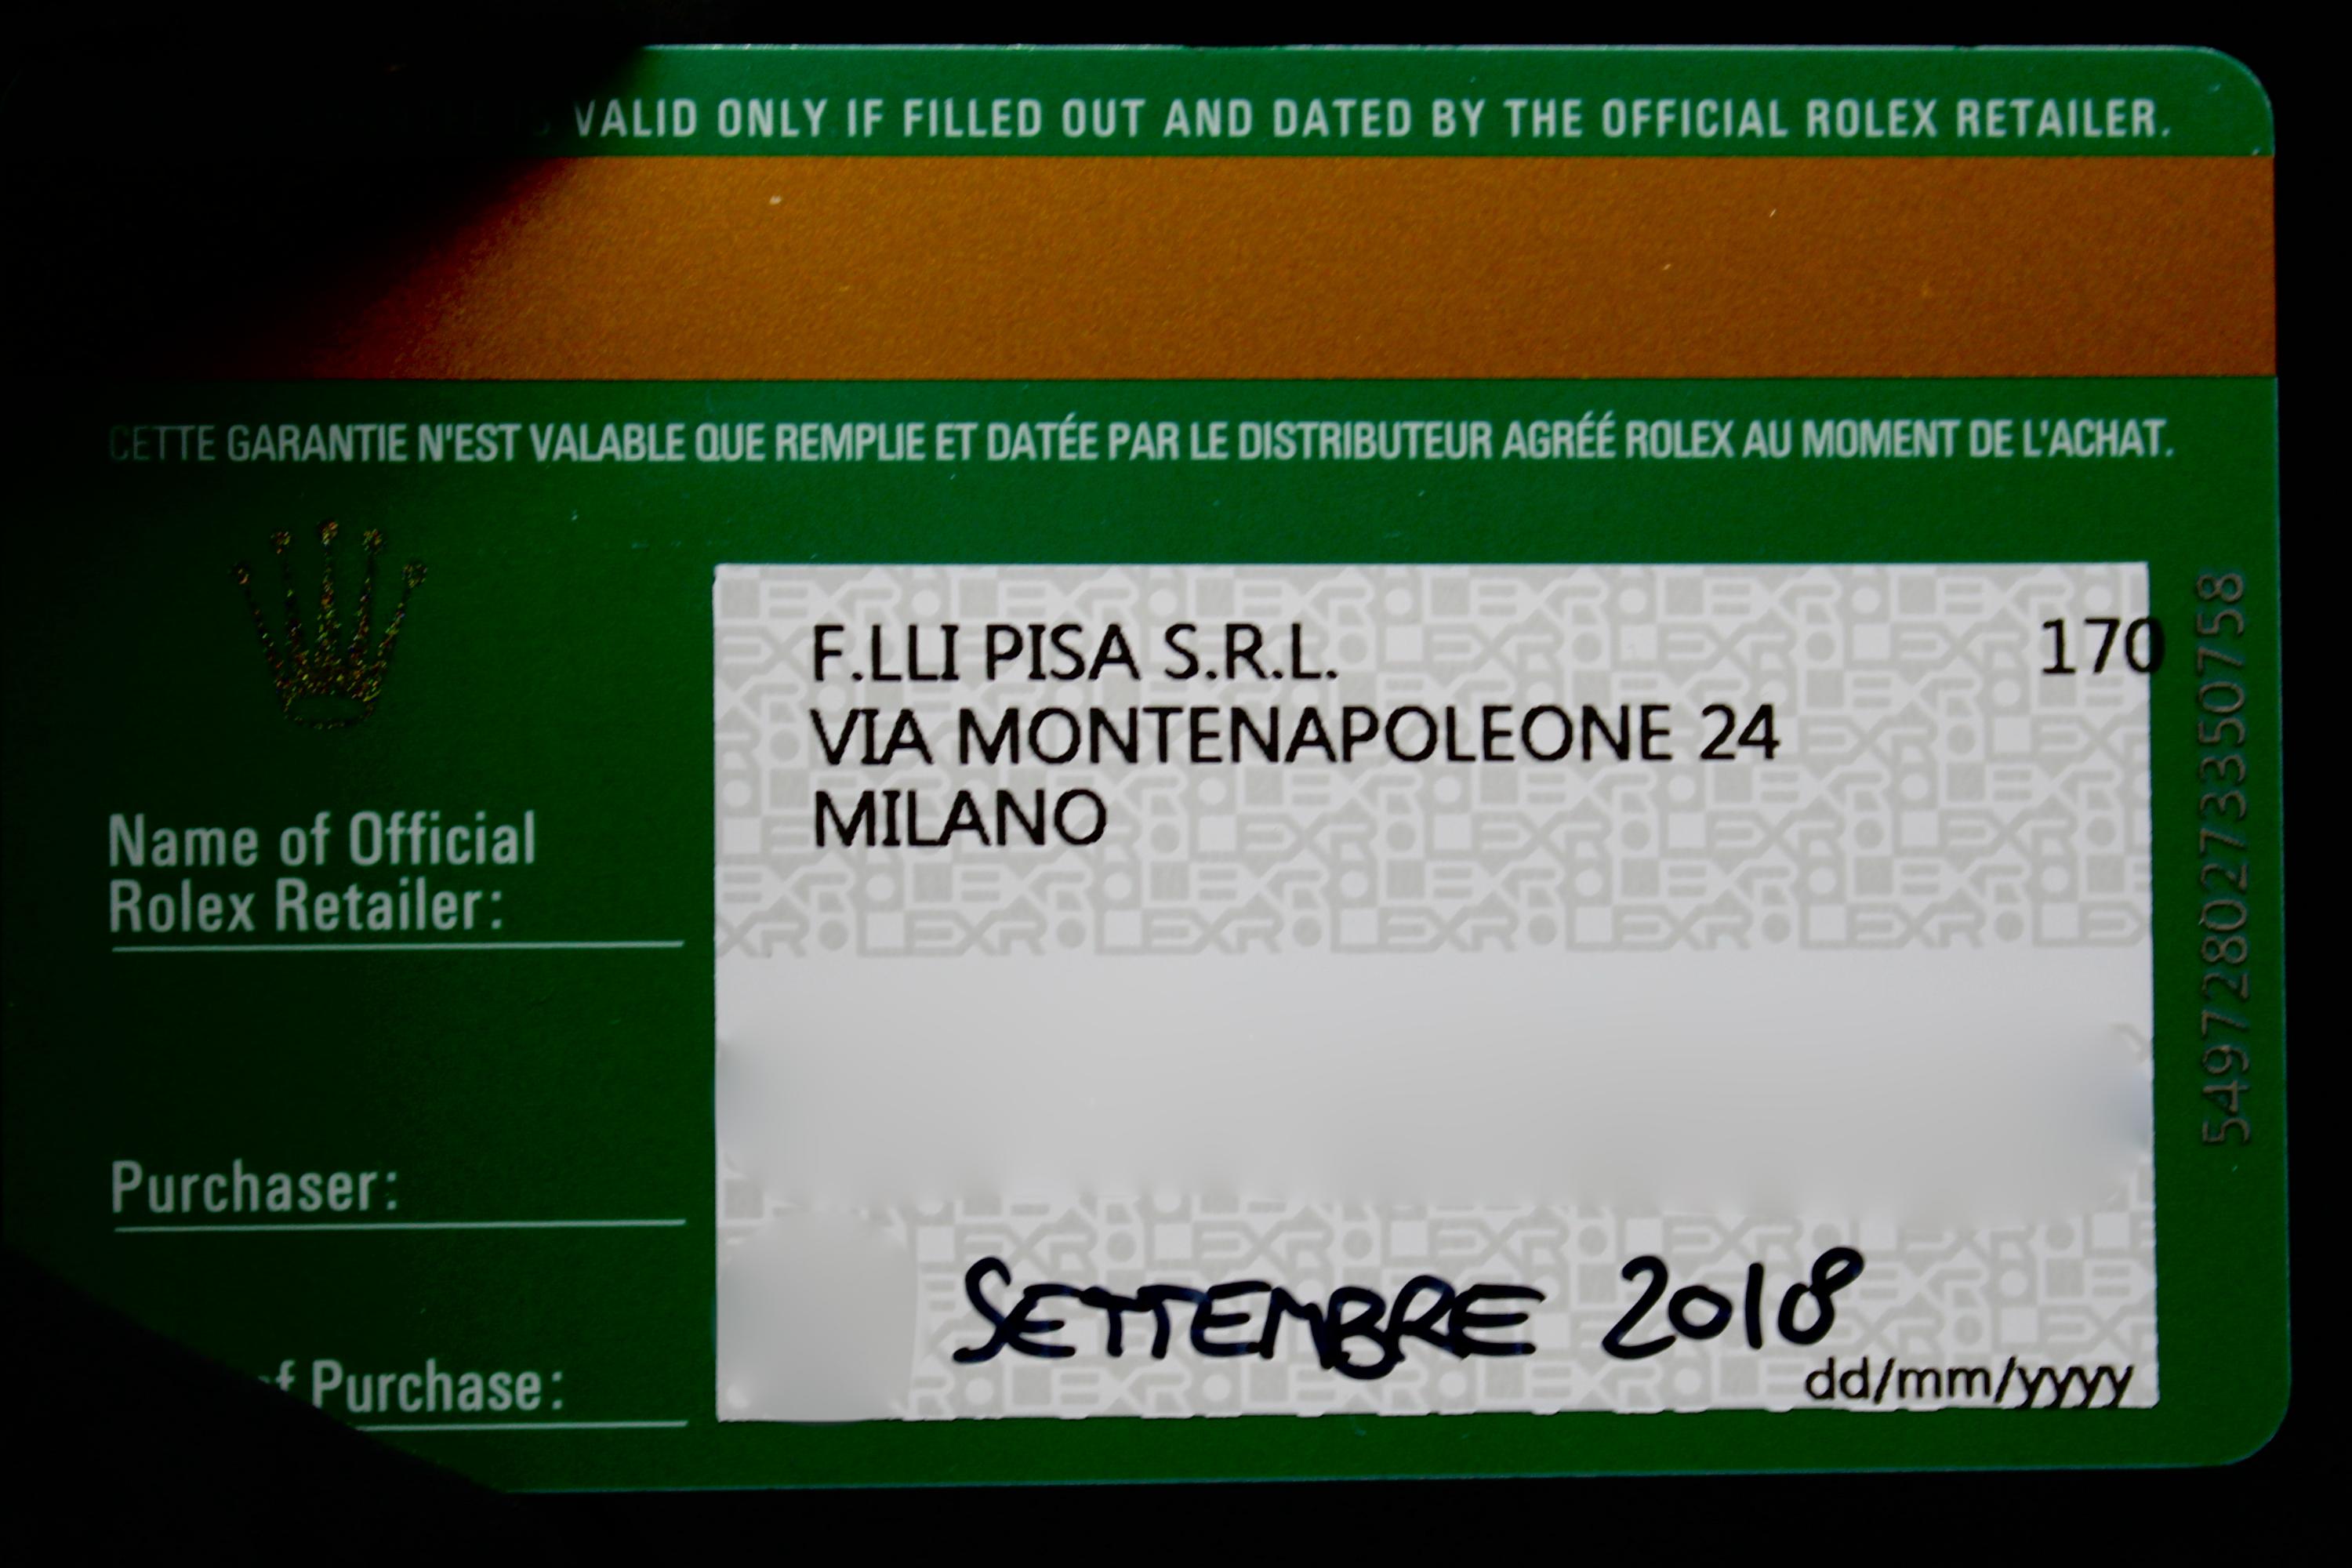 VALID ONLY IF FILLED OUT AND DATED BY THE OFFICIAL ROLEX RETAILER.
CETTE GARANTIE N'EST VALABLE QUE REMPLIE ET DATÉE PAR LE DISTRIBUTEUR AGRÉÉ ROLEX AU MOMENT DE L'ACHAT.
Name of Official
Rolex Retailer:
F.LLI PISA S.R.L. 170
VIA MONTENAPOLEONE 24
MILANO
Purchaser:
of Purchase:
SETTEMBRE 2018
dd/mm/yyyy
5497280273350758